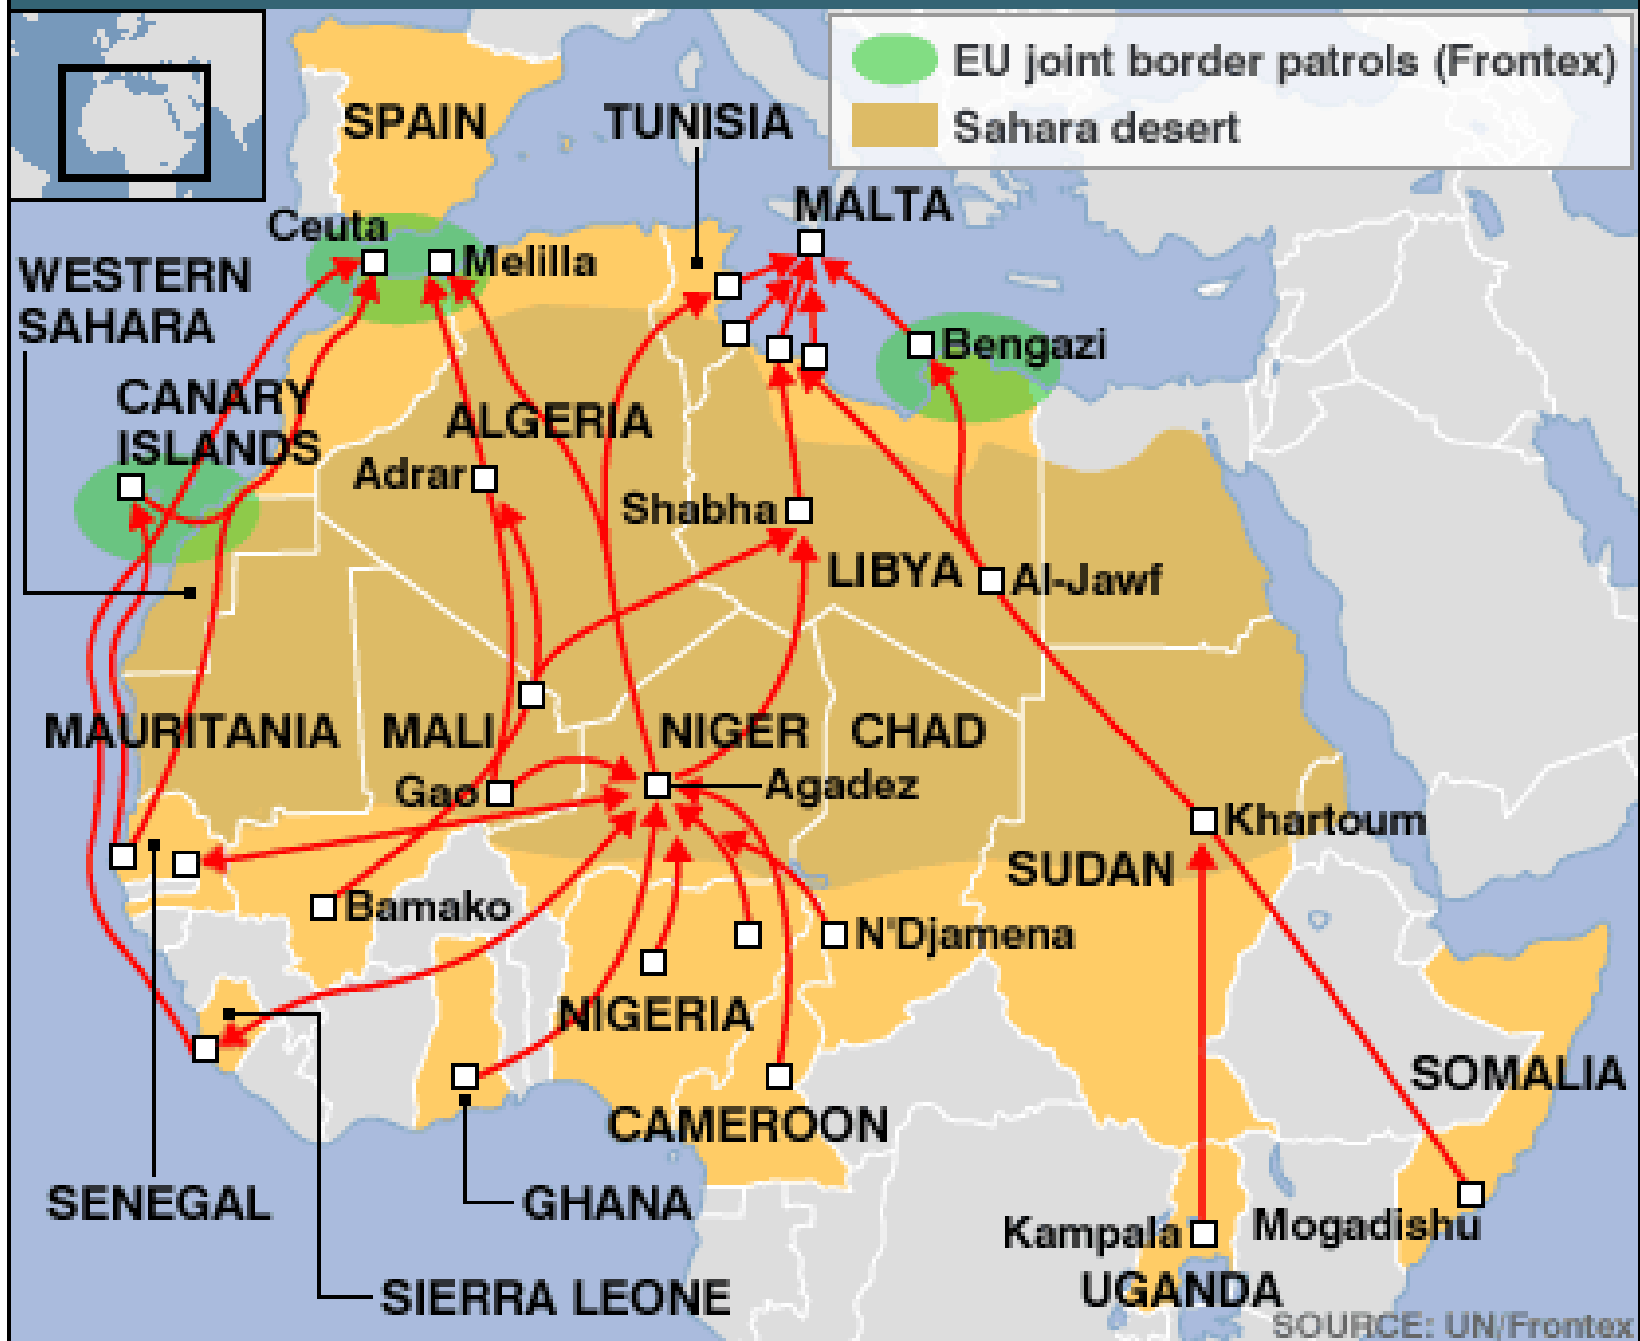 EU joint border patrols (Frontex)
Sahara desert
SPAIN
TUNISIA
MALTA
Ceuta
Melilla
WESTERN
SAHARA
Bengazi
CANARY
ISLANDS
ALGERIA
Adrar
Shabha
LIBYA
Al-Jawf
MAURITANIA
MALI
NIGER
CHAD
Gao
Agadez
Khartoum
SUDAN
Bamako
N'Djamena
NIGERIA
SOMALIA
CAMEROON
SENEGAL
GHANA
Kampala
Mogadishu
SIERRA LEONE
UGANDA
SOURCE: UN/Frontex